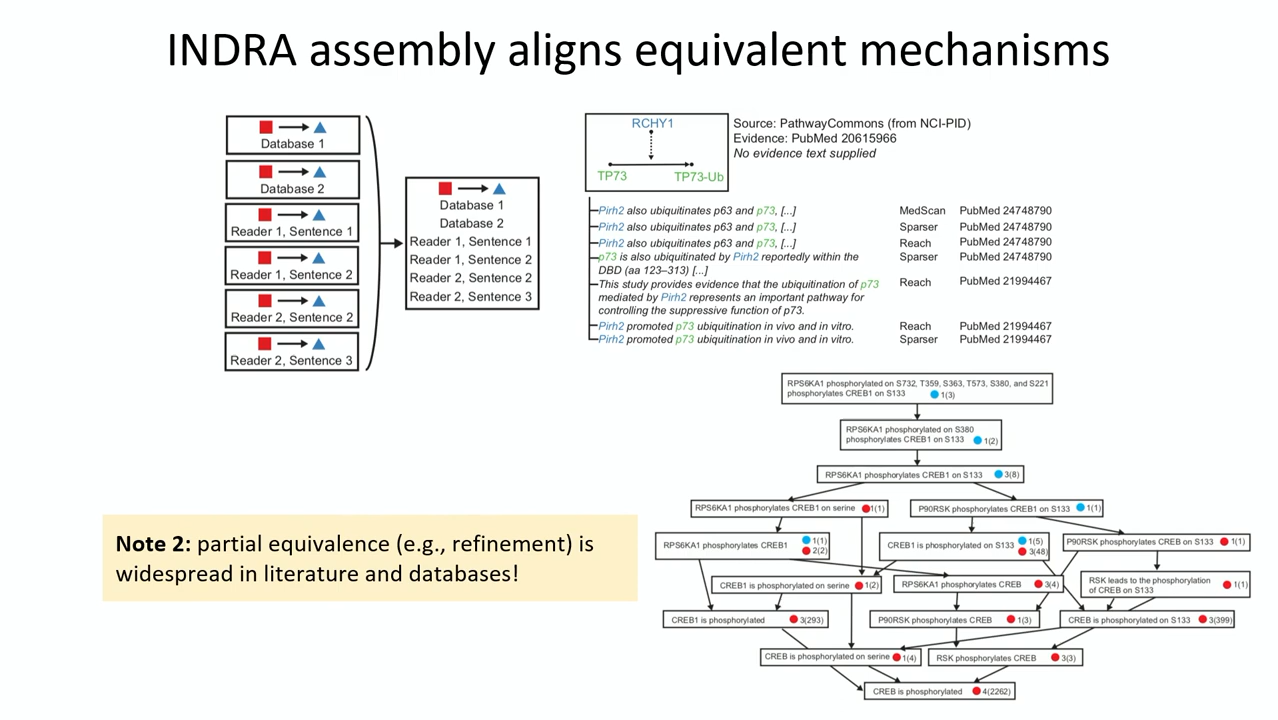 INDRA assembly aligns equivalent mechanisms
Database 1
Database 2
Reader 1, Sentence 1
Reader 1, Sentence 2
Reader 2, Sentence 2
Reader 2, Sentence 3
Database 1
Database 2
Reader 1, Sentence 1
Reader 1, Sentence 2
Reader 2, Sentence 2
Reader 2, Sentence 3
RCHY1
TP73 TP73-Ub
Source: PathwayCommons (from NCI-PID)
Evidence: PubMed 20615966
No evidence text supplied
Pirh2 also ubiquitinates p63 and p73, [...] MedScan PubMed 24748790
Pirh2 also ubiquitinates p63 and p73, [...] Sparser PubMed 24748790
Pirh2 also ubiquitinates p63 and p73, [...] Reach PubMed 24748790
p73 is also ubiquitinated by Pirh2 reportedly within the Sparser PubMed 24748790
DBD (aa 123–313) [...]
This study provides evidence that the ubiquitination of p73 Reach PubMed 21994467
mediated by Pirh2 represents an important pathway for
controlling the suppressive function of p73.
Pirh2 promoted p73 ubiquitination in vivo and in vitro. Reach PubMed 21994467
Pirh2 promoted p73 ubiquitination in vivo and in vitro. Sparser PubMed 21994467
RPS6KA1 phosphorylated on S732, T359, S363, T573, S380, and S221
phosphorylates CREB1 on S133 1(3)
RPS6KA1 phosphorylated on S380
phosphorylates CREB1 on S133 1(2)
RPS6KA1 phosphorylates CREB1 on S133 3(8)
RPS6KA1 phosphorylates CREB1 on serine 1(1)
P90RSK phosphorylates CREB1 on S133 1(1)
RPS6KA1 phosphorylates CREB1 1(1)
2(2)
CREB1 is phosphorylated on S133 1(5)
3(48)
P90RSK phosphorylates CREB on S133 1(1)
CREB1 is phosphorylated on serine 1(2)
RPS6KA1 phosphorylates CREB 3(4)
RSK leads to the phosphorylation
of CREB on S133 1(1)
CREB1 is phosphorylated 3(293)
P90RSK phosphorylates CREB 1(3)
CREB is phosphorylated on S133 3(399)
CREB is phosphorylated on serine 1(4)
RSK phosphorylates CREB 3(3)
CREB is phosphorylated 4(2262)
Note 2: partial equivalence (e.g., refinement) is
widespread in literature and databases!